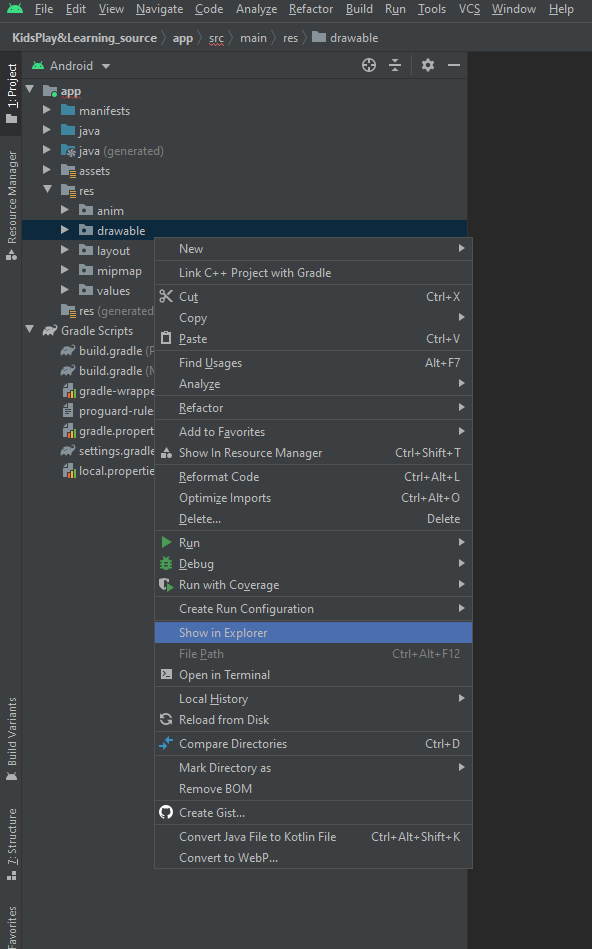 File Edit View Navigate Code Analyze Refactor Build Run Tools VCS Window Help
KidsPlay&Learning_source app src main res drawable
1: Project
Android
app
manifests
java
java (generated)
assets
res
Resource Manager
anim
drawable
layout
mipmap
values
res (generated
Gradle Scripts
build.gradle (P
build.gradle (M
gradle-wrappe
proguard-rule
gradle.propert
settings.gradle
local.propertie
New
Link C++ Project with Gradle
Cut Ctrl+X
Copy
Paste Ctrl+V
Find Usages Alt+F7
Analyze
Refactor
Add to Favorites
Show In Resource Manager Ctrl+Shift+T
Reformat Code Ctrl+Alt+L
Optimize Imports Ctrl+Alt+O
Delete... Delete
Run
Debug
Run with Coverage
Create Run Configuration
Show in Explorer
File Path Ctrl+Alt+F12
Open in Terminal
Local History
Reload from Disk
Compare Directories Ctrl+D
Mark Directory as
Remove BOM
Create Gist...
Convert Java File to Kotlin File Ctrl+Alt+Shift+K
Convert to WebP...
Build Variants
7: Structure
Favorites